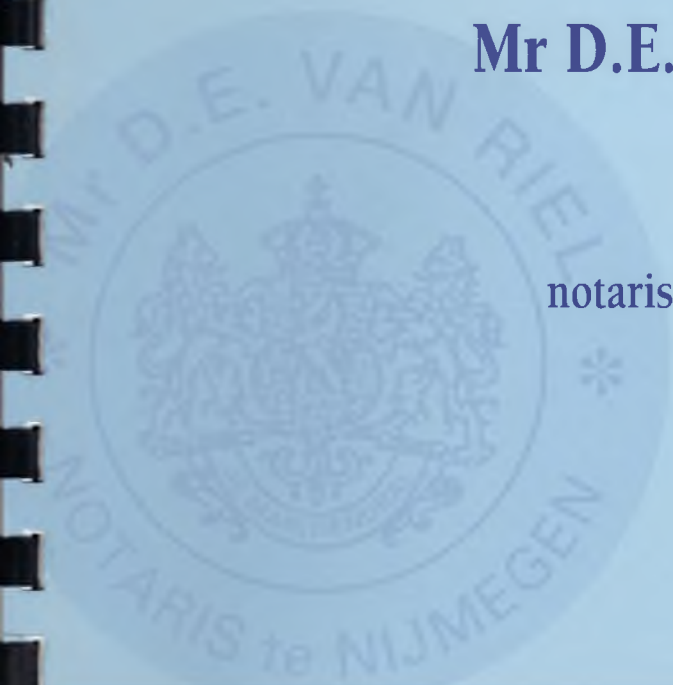 Mr D.E.
notaris
Mr D.E. VAN RIEL
* NOTARIS te NIJMEGEN *